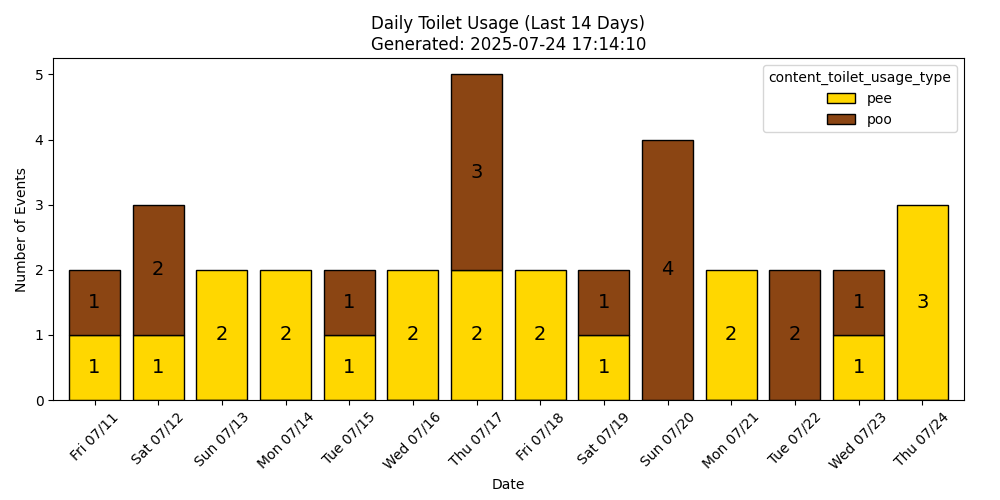 Daily Toilet Usage (Last 14 Days)
Generated: 2025-07-24 17:14:10
content_toilet_usage_type
pee
poo
Number of Events
5
4
3
2
1
0
1
1
1
2
2
2
1
1
2
2
3
2
1
1
4
2
2
1
1
3
Fri 07/11
Sat 07/12
Sun 07/13
Mon 07/14
Tue 07/15
Wed 07/16
Thu 07/17
Fri 07/18
Sat 07/19
Sun 07/20
Mon 07/21
Tue 07/22
Wed 07/23
Thu 07/24
Date